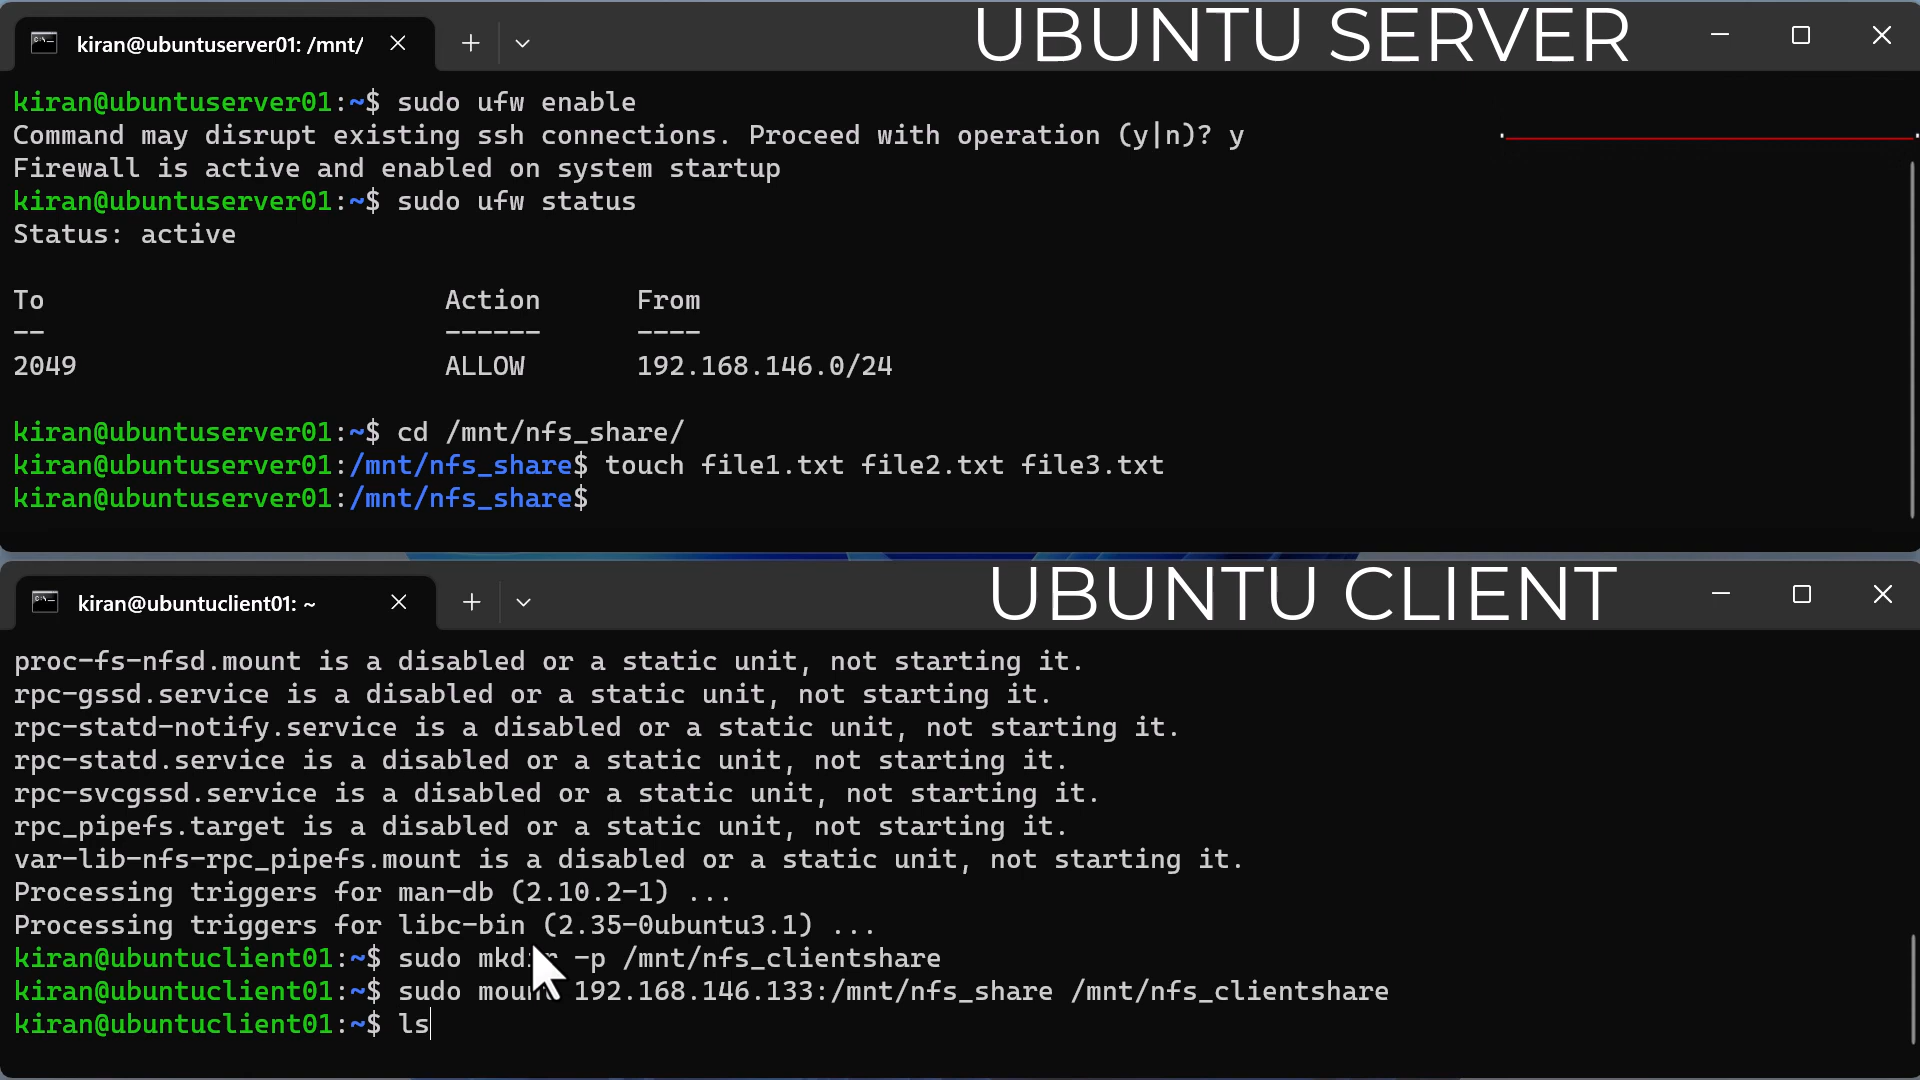 kiran@ubuntuserver01: /mnt/
UBUNTU SERVER
kiran@ubuntuserver01:~$ sudo ufw enable
Command may disrupt existing ssh connections. Proceed with operation (y|n)? y
Firewall is active and enabled on system startup
kiran@ubuntuserver01:~$ sudo ufw status
Status: active
To Action From
-- ------ ----
2049 ALLOW 192.168.146.0/24
kiran@ubuntuserver01:~$ cd /mnt/nfs_share/
kiran@ubuntuserver01:/mnt/nfs_share$ touch file1.txt file2.txt file3.txt
kiran@ubuntuserver01:/mnt/nfs_share$
kiran@ubuntuclient01: ~
UBUNTU CLIENT
proc-fs-nfsd.mount is a disabled or a static unit, not starting it.
rpc-gssd.service is a disabled or a static unit, not starting it.
rpc-statd-notify.service is a disabled or a static unit, not starting it.
rpc-statd.service is a disabled or a static unit, not starting it.
rpc-svcgssd.service is a disabled or a static unit, not starting it.
rpc_pipefs.target is a disabled or a static unit, not starting it.
var-lib-nfs-rpc_pipefs.mount is a disabled or a static unit, not starting it.
Processing triggers for man-db (2.10.2-1) ...
Processing triggers for libc-bin (2.35-0ubuntu3.1) ...
kiran@ubuntuclient01:~$ sudo mkdir -p /mnt/nfs_clientshare
kiran@ubuntuclient01:~$ sudo mount 192.168.146.133:/mnt/nfs_share /mnt/nfs_clientshare
kiran@ubuntuclient01:~$ ls